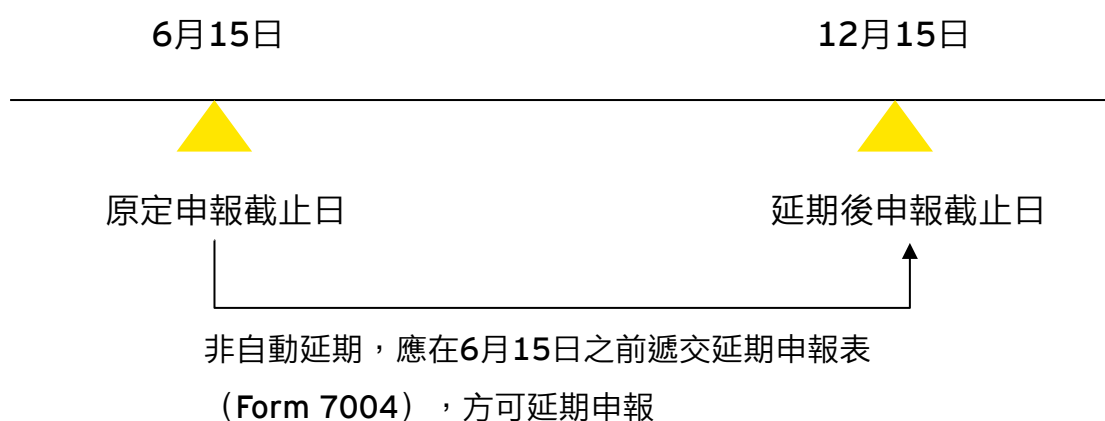 6月15日
12月15日
原定申報截止日
延期後申報截止日
非自動延期，應在6月15日之前遞交延期申報表
（Form 7004），方可延期申報